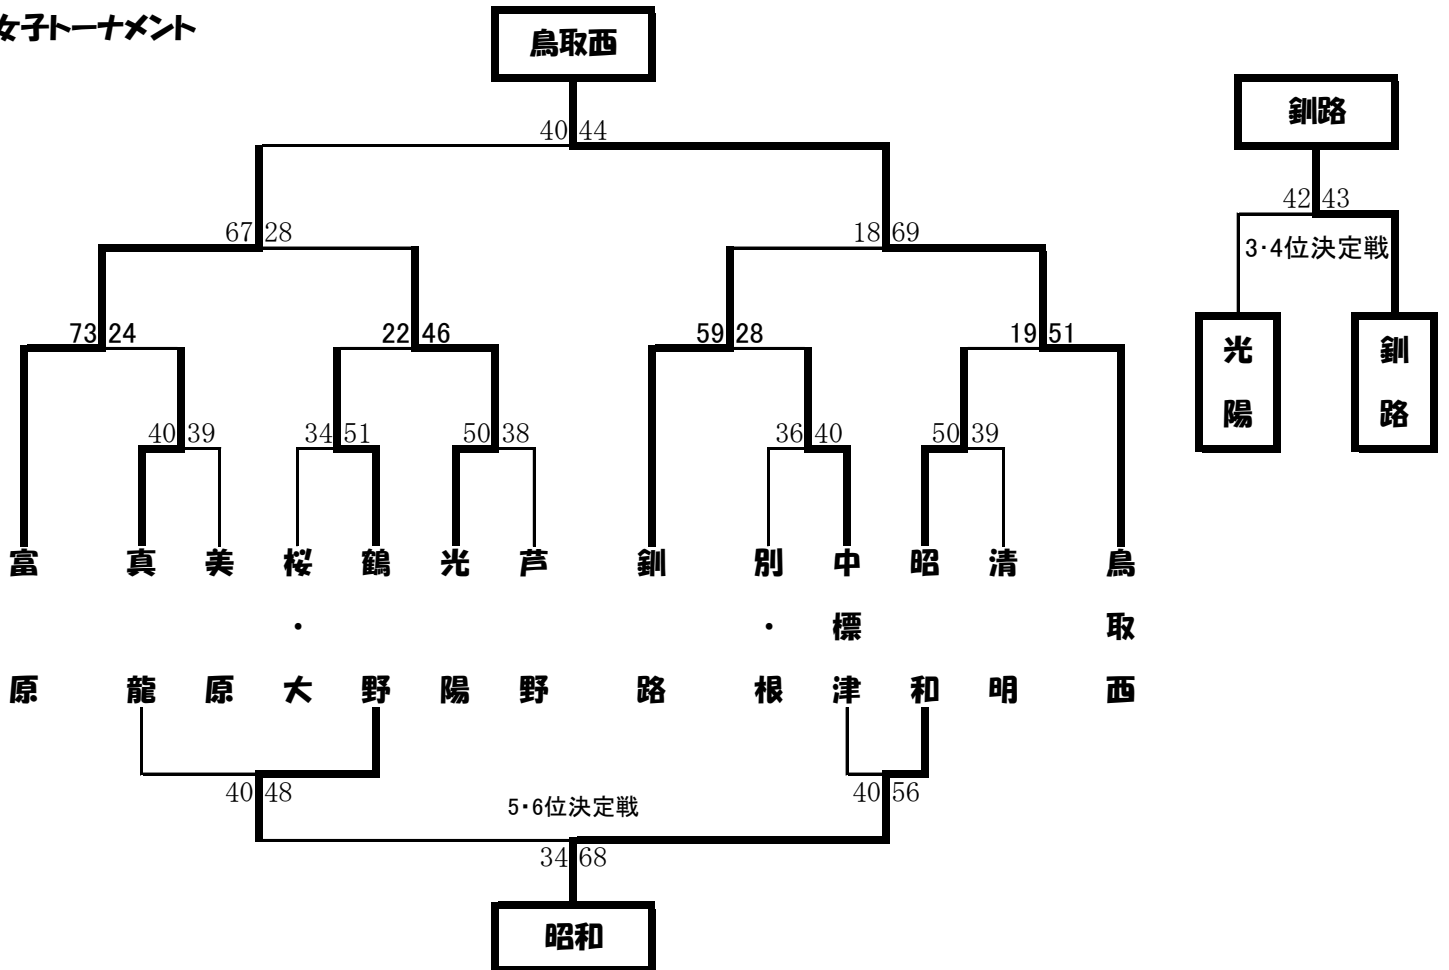 女子トーナメント
鳥取西
釧路
40 44
42 43
3・4位決定戦
67 28
18 69
73 24
22 46
59 28
19 51
光陽
釧路
40 39
34 51
50 38
36 40
50 39
富原
真龍
美原
桜・大
鶴野
光陽
芦野
釧路
別・根
中標津
昭和
清明
鳥取西
40 48
5・6位決定戦
40 56
34 68
昭和